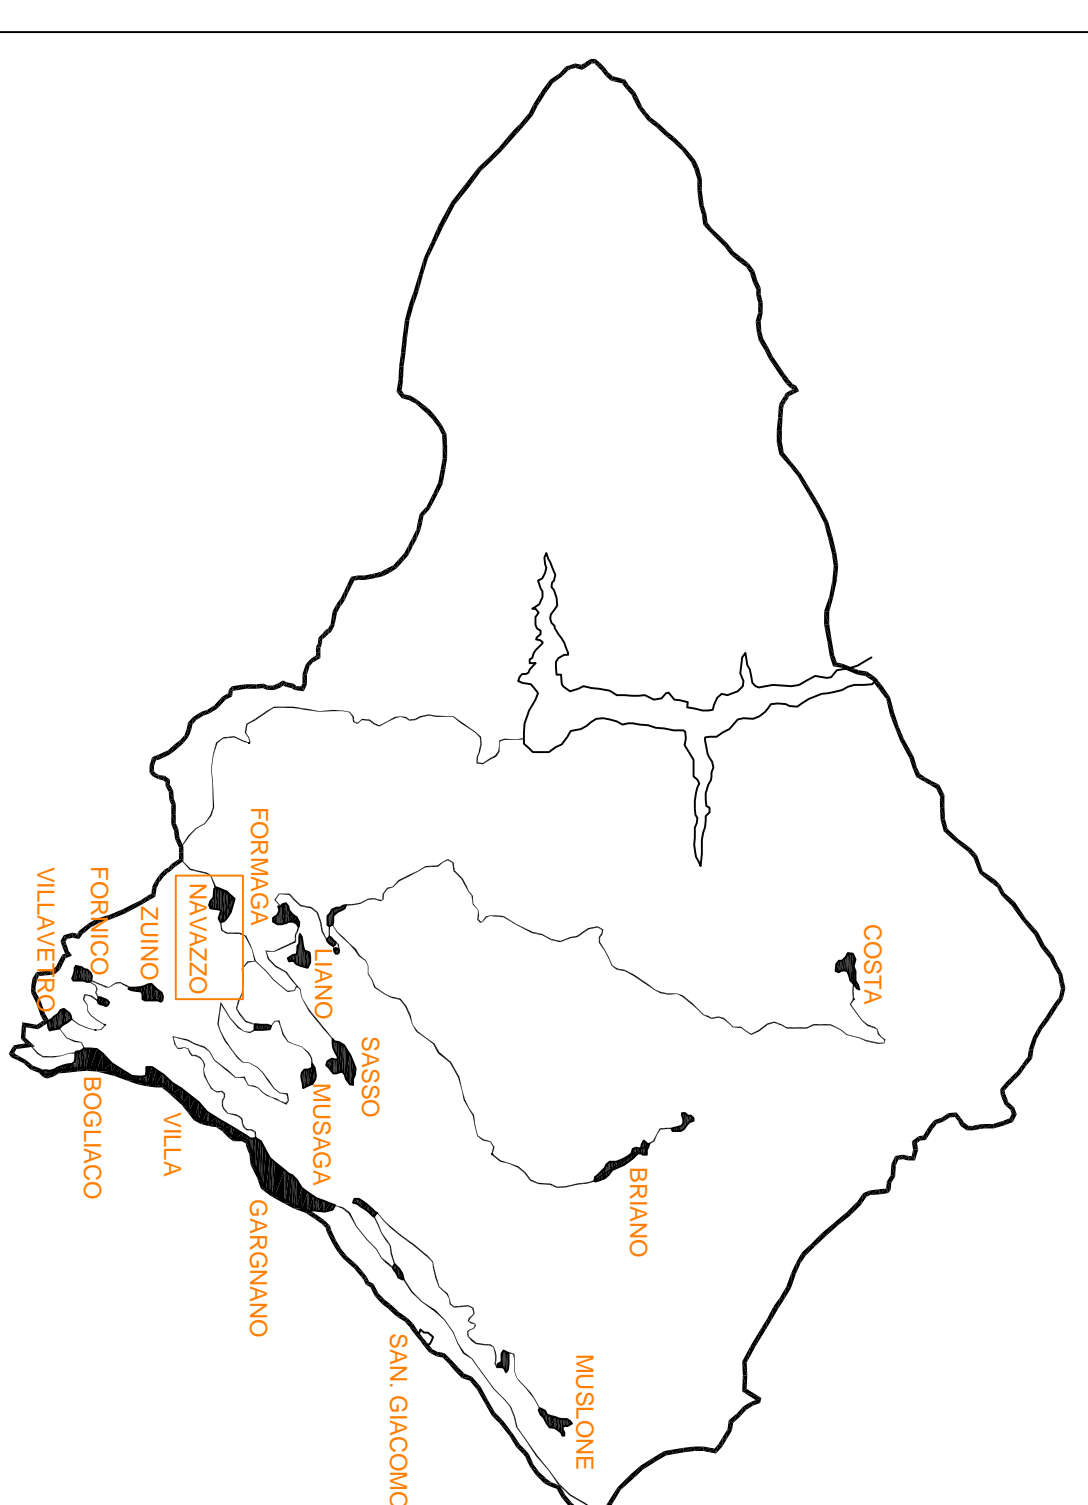 FORMAGA
VILLAVETRO
FORNICO
ZUINO
NAVAZZO
LIANO
COSTA
SASSO
MUSAGA
BOGLIACO
VILLA
BRIANO
GARGNANO
SAN. GIACOMO
MUSLONE